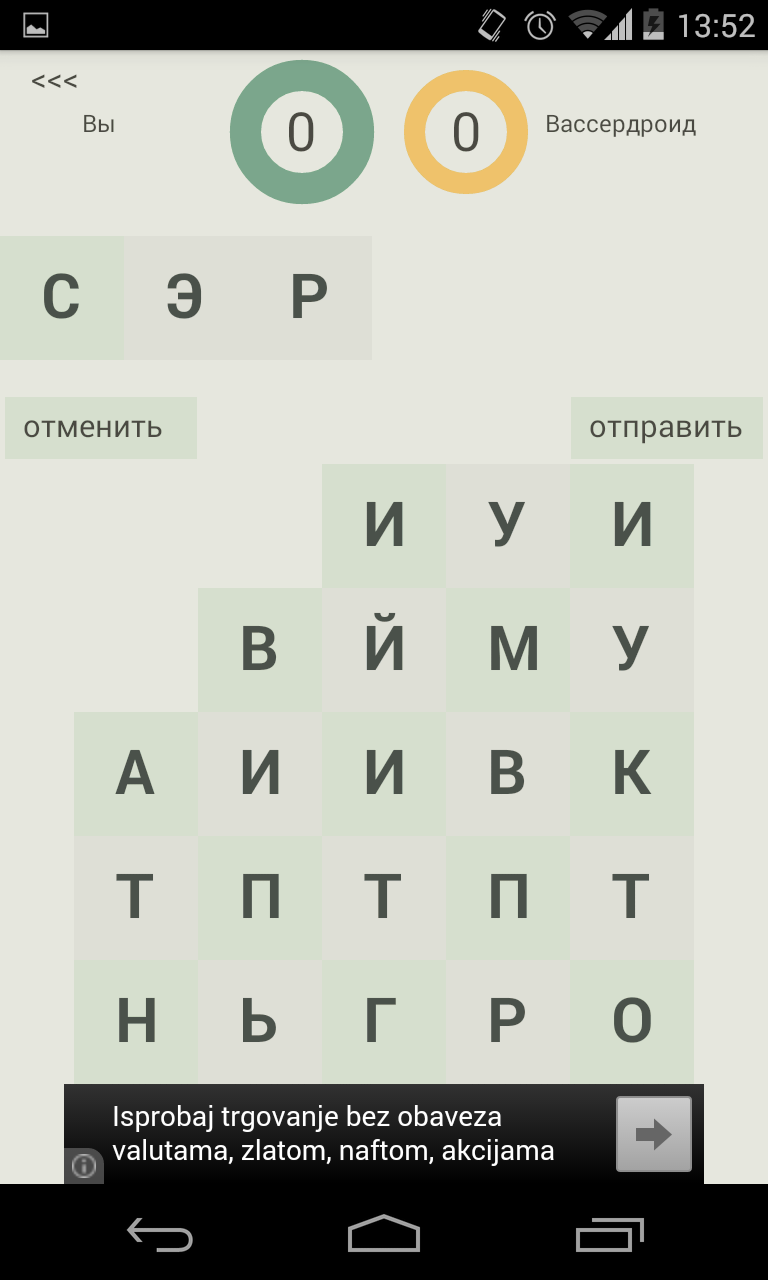 13:52
<<<
Вы
0
0
Вассердроид
С Э Р
отменить
отправить
И У И
В Й М У
А И И В К
Т П Т П Т
Н Ь Г Р О
Isprobaj trgovanje bez obaveza
valutama, zlatom, naftom, akcijama